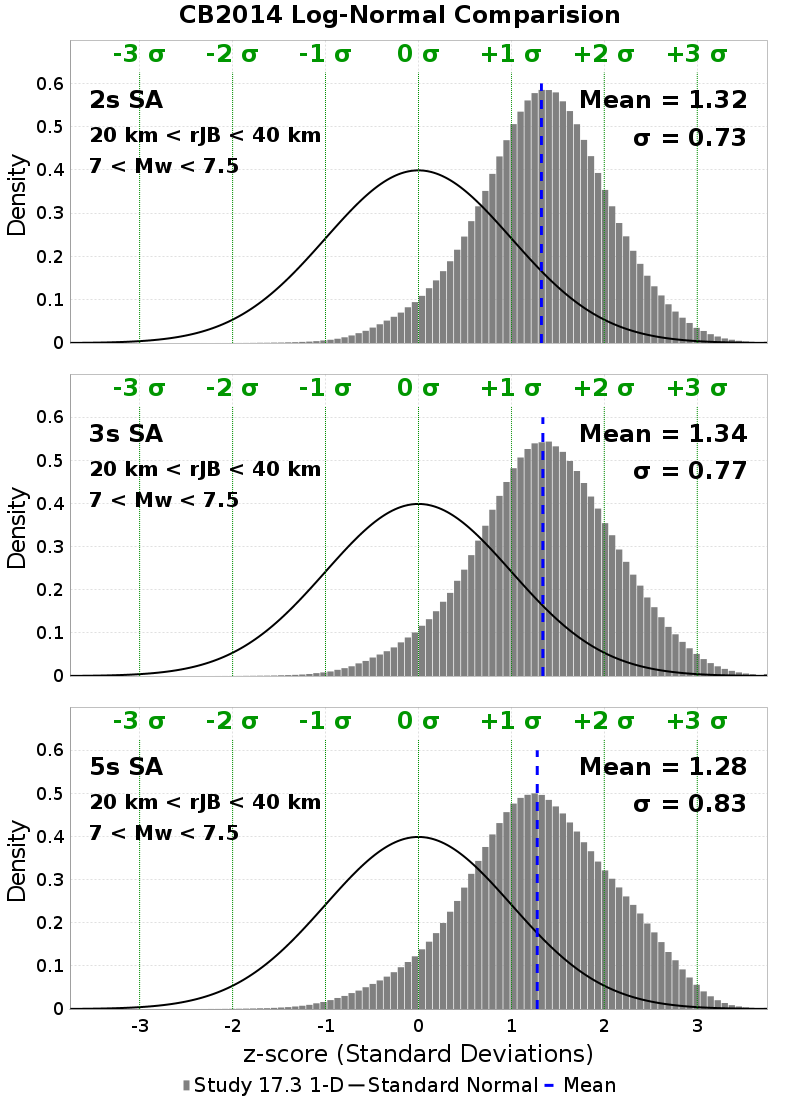 CB2014 Log-Normal Comparision
-3 σ -2 σ -1 σ 0 σ +1 σ +2 σ +3 σ
0.6
2s SA Mean = 1.32
0.5
20 km < rJB < 40 km σ = 0.73
7 < Mw < 7.5
0.4
0.3
0.2
0.1
0
Density
-3 σ -2 σ -1 σ 0 σ +1 σ +2 σ +3 σ
0.6
3s SA Mean = 1.34
0.5
20 km < rJB < 40 km σ = 0.77
7 < Mw < 7.5
0.4
0.3
0.2
0.1
0
Density
-3 σ -2 σ -1 σ 0 σ +1 σ +2 σ +3 σ
0.6
5s SA Mean = 1.28
0.5
20 km < rJB < 40 km σ = 0.83
7 < Mw < 7.5
0.4
0.3
0.2
0.1
0
Density
-3 -2 -1 0 1 2 3
z-score (Standard Deviations)
Study 17.3 1-D Standard Normal Mean